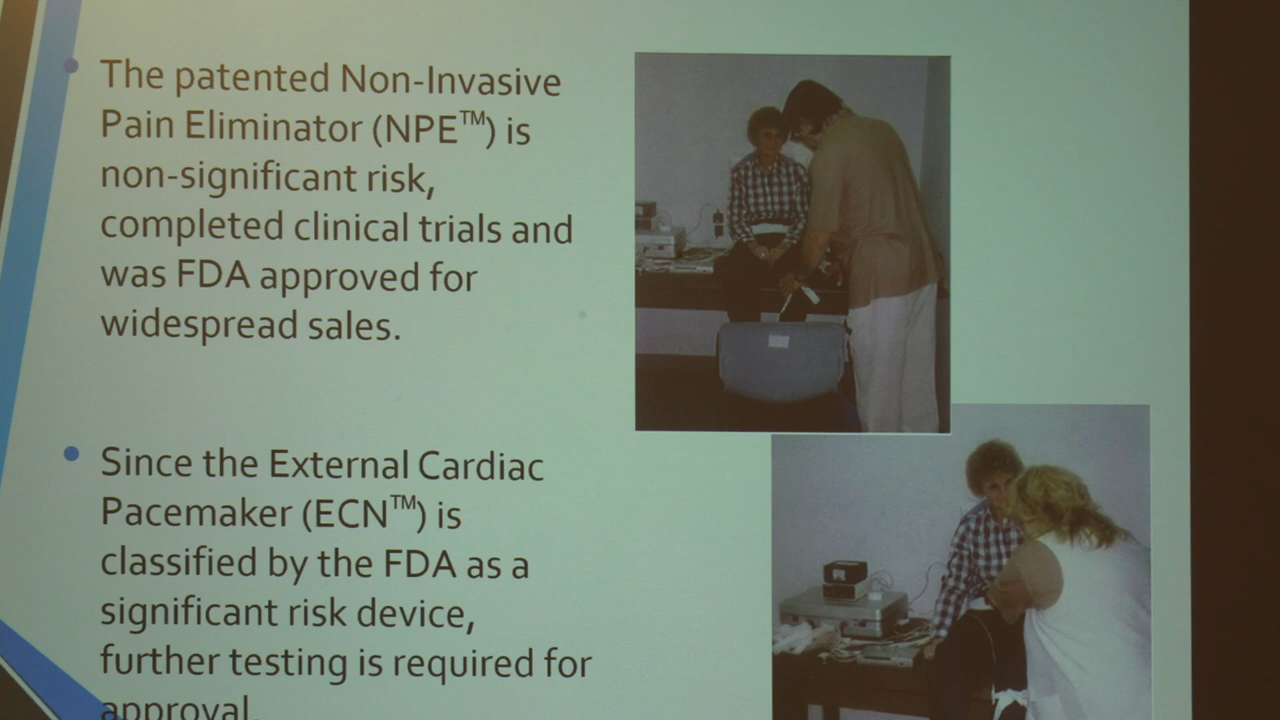 The patented Non-Invasive
Pain Eliminator (NPE™) is
non-significant risk,
completed clinical trials and
was FDA approved for
widespread sales.
Since the External Cardiac
Pacemaker (ECN™) is
classified by the FDA as a
significant risk device,
further testing is required for
approval.